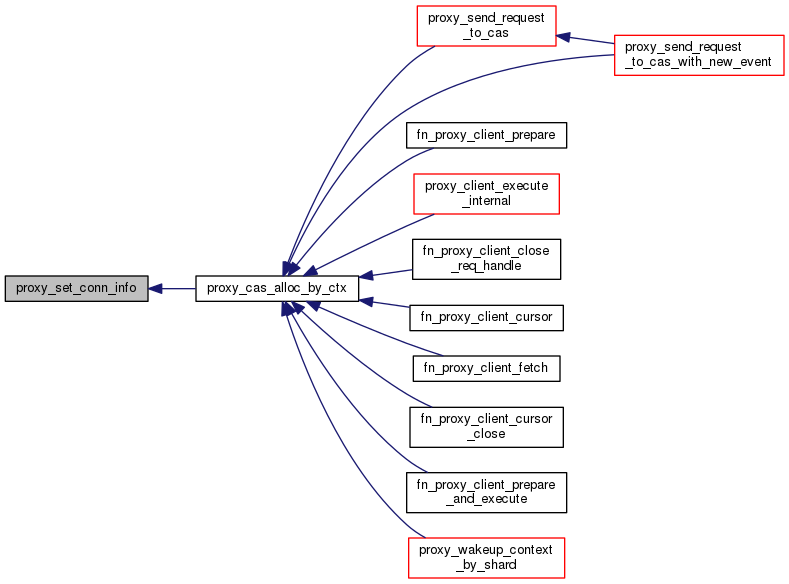 proxy_send_request
_to_cas
proxy_send_request
_to_cas_with_new_event
fn_proxy_client_prepare
proxy_client_execute
_internal
fn_proxy_client_close
_req_handle
proxy_set_conn_info
proxy_cas_alloc_by_ctx
fn_proxy_client_cursor
fn_proxy_client_fetch
fn_proxy_client_cursor
_close
fn_proxy_client_prepare
_and_execute
proxy_wakeup_context
_by_shard